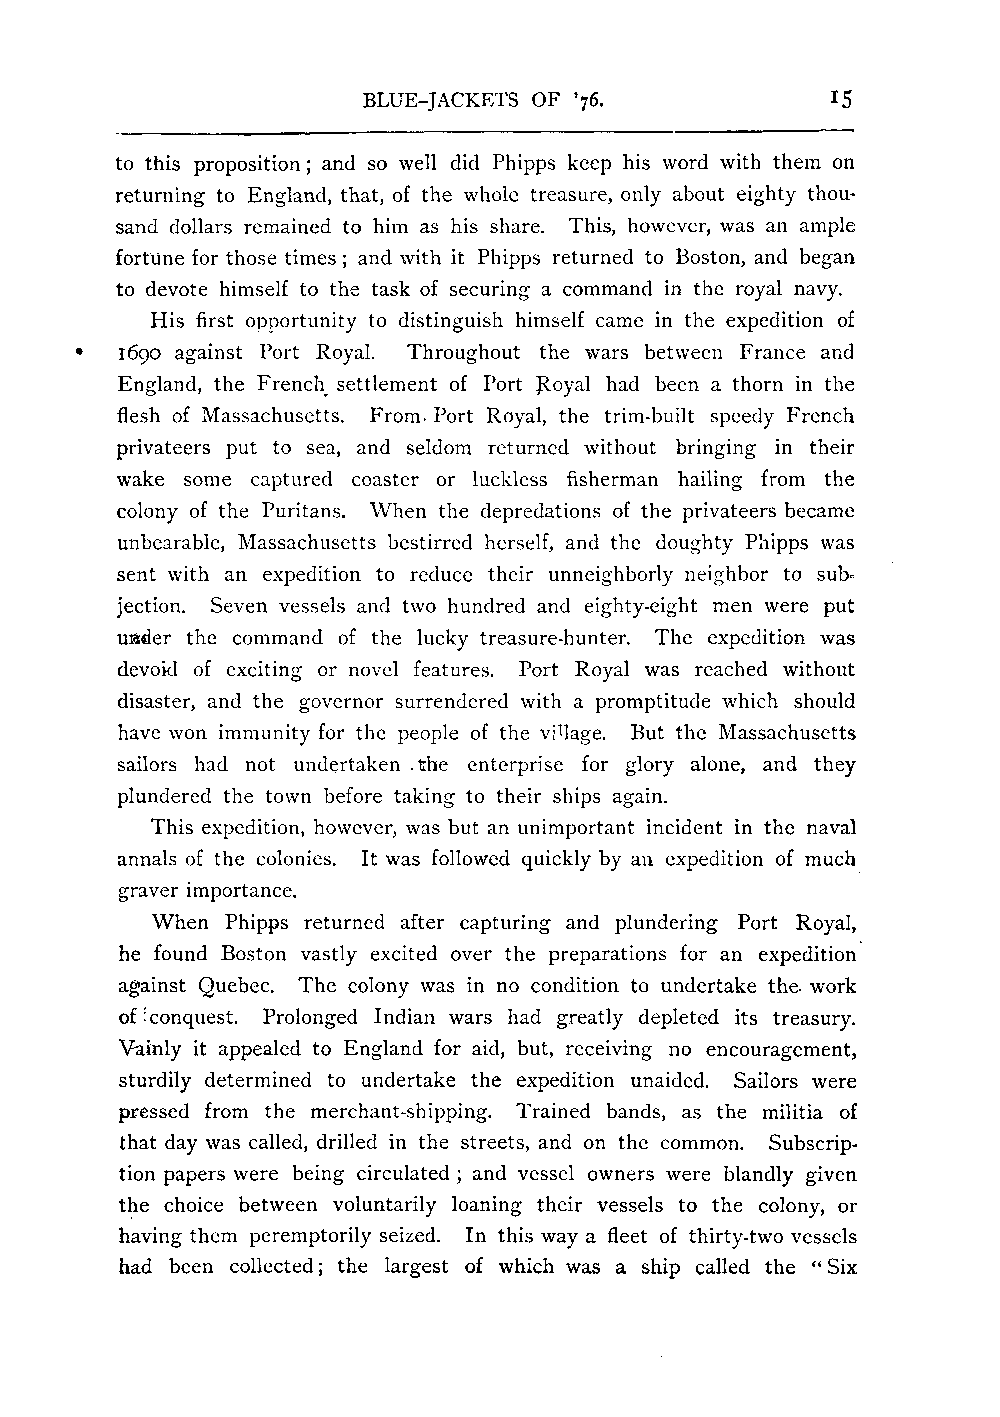 BLUE-JACKETS OF '76. 15
to this proposition; and so well did Phipps keep his word with them on
returning to England, that, of the whole treasure, only about eighty thou-
sand dollars remained to him as his share. This, however, was an ample
fortune for those times; and with it Phipps returned to Boston, and began
to devote himself to the task of securing a command in the royal navy.
His first opportunity to distinguish himself came in the expedition of
1690 against Port Royal. Throughout the wars between France and
England, the French settlement of Port Royal had been a thorn in the
flesh of Massachusetts. From Port Royal, the trim-built speedy French
privateers put to sea, and seldom returned without bringing in their
wake some captured coaster or luckless fisherman hailing from the
colony of the Puritans. When the depredations of the privateers became
unbearable, Massachusetts bestirred herself, and the doughty Phipps was
sent with an expedition to reduce their unneighborly neighbor to sub-
jection. Seven vessels and two hundred and eighty-eight men were put
under the command of the lucky treasure-hunter. The expedition was
devoid of exciting or novel features. Port Royal was reached without
disaster, and the governor surrendered with a promptitude which should
have won immunity for the people of the village. But the Massachusetts
sailors had not undertaken the enterprise for glory alone, and they
plundered the town before taking to their ships again.
This expedition, however, was but an unimportant incident in the naval
annals of the colonies. It was followed quickly by an expedition of much
graver importance.
When Phipps returned after capturing and plundering Port Royal,
he found Boston vastly excited over the preparations for an expedition
against Quebec. The colony was in no condition to undertake the work
of conquest. Prolonged Indian wars had greatly depleted its treasury.
Vainly it appealed to England for aid, but, receiving no encouragement,
sturdily determined to undertake the expedition unaided. Sailors were
pressed from the merchant-shipping. Trained bands, as the militia of
that day was called, drilled in the streets, and on the common. Subscrip-
tion papers were being circulated; and vessel owners were blandly given
the choice between voluntarily loaning their vessels to the colony, or
having them peremptorily seized. In this way a fleet of thirty-two vessels
had been collected; the largest of which was a ship called the "Six